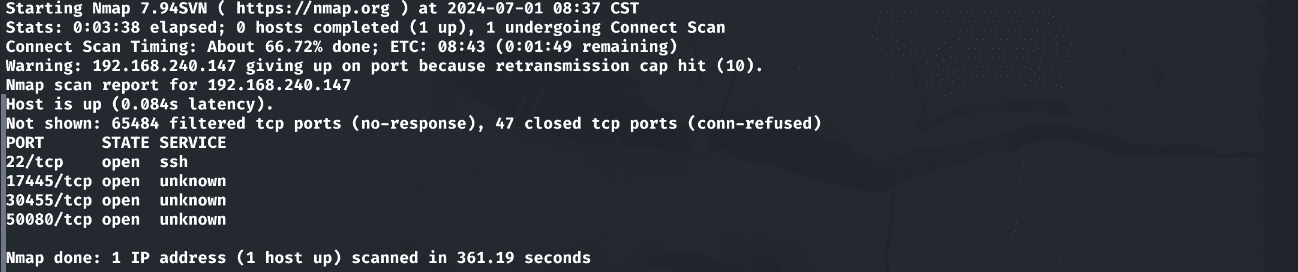 Starting Nmap 7.94SVN ( https://nmap.org ) at 2024-07-01 08:37 CST
Stats: 0:03:38 elapsed; 0 hosts completed (1 up), 1 undergoing Connect Scan
Connect Scan Timing: About 66.72% done; ETC: 08:43 (0:01:49 remaining)
Warning: 192.168.240.147 giving up on port because retransmission cap hit (10).
Nmap scan report for 192.168.240.147
Host is up (0.084s latency).
Not shown: 65484 filtered tcp ports (no-response), 47 closed tcp ports (conn-refused)
PORT      STATE SERVICE
22/tcp    open  ssh
17445/tcp open  unknown
30455/tcp open  unknown
50080/tcp open  unknown
Nmap done: 1 IP address (1 host up) scanned in 361.19 seconds